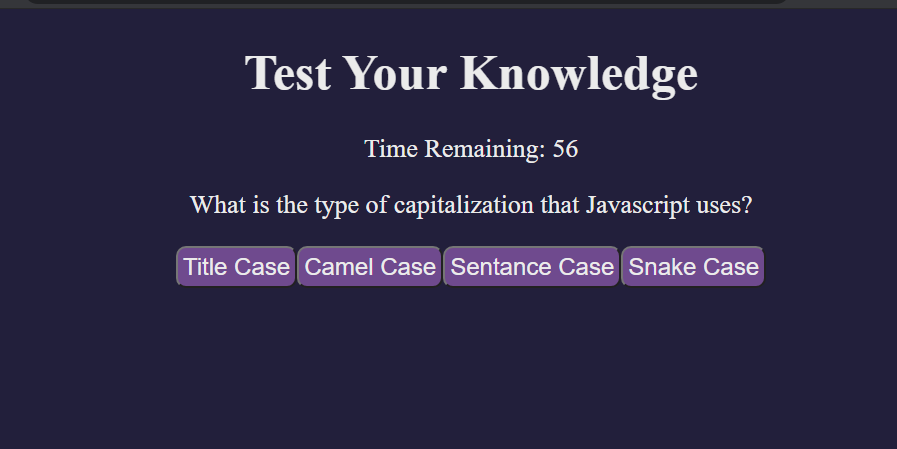 Test Your Knowledge
Time Remaining: 56
What is the type of capitalization that Javascript uses?
Title Case Camel Case Sentance Case Snake Case